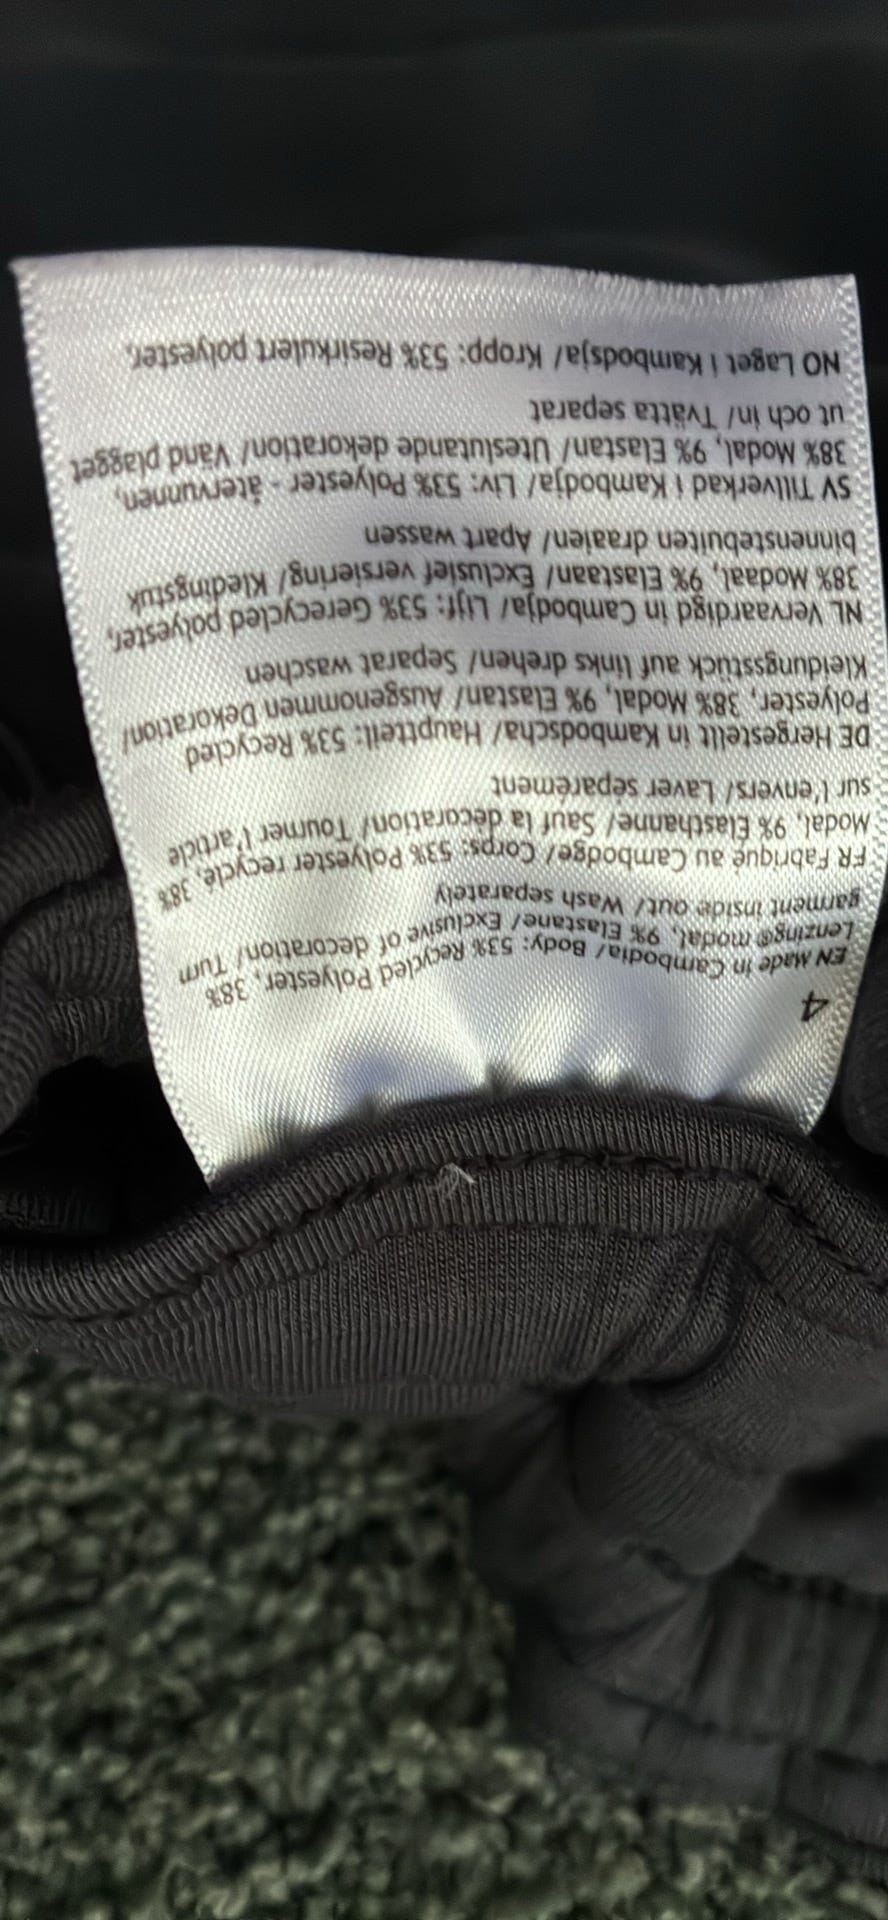 4
EN Made in Cambodia/ Body: 53% Recycled Polyester, 38%
Lenzing® modal, 9% Elastane/ Exclusive of decoration/ Turn
garment inside out/ Wash separately
FR Fabriqué au Cambodge/ Corps: 53% Polyester recyclé, 38%
Modal, 9% Élasthanne/ Sauf la décoration/ Tourner l'article
sur l'envers/ Laver séparément
DE Hergestellt in Kambodscha/ Hauptteil: 53% Recycled
Polyester, 38% Modal, 9% Elastan/ Ausgenommen Dekoration/
Kleidungsstück auf links drehen/ Separat waschen
NL Vervaardigd in Cambodja/ Lijf: 53% Gerecycled polyester,
38% Modaal, 9% Elastaan/ Exclusief versiering/ Kledingstuk
binnenstebuiten draaien/ Apart wassen
SV Tillverkad i Kambodja/ Liv: 53% Polyester - återvunnen,
38% Modal, 9% Elastan/ Uteslutande dekoration/ Vänd plagget
ut och in/ Tvätta separat
NO Laget i Kambodsja/ Kropp: 53% Resirkulert polyester,